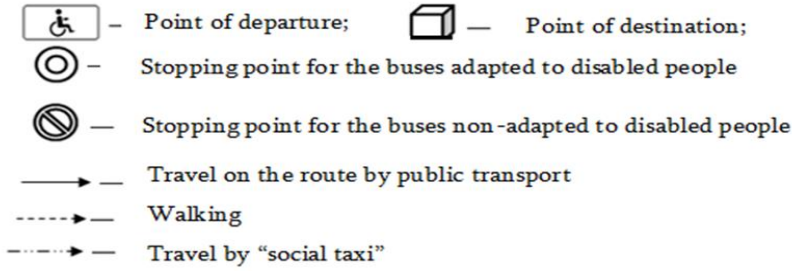 – Point of departure; — Point of destination;
– Stopping point for the buses adapted to disabled people
— Stopping point for the buses non-adapted to disabled people
— Travel on the route by public transport
— Walking
— Travel by “social taxi”